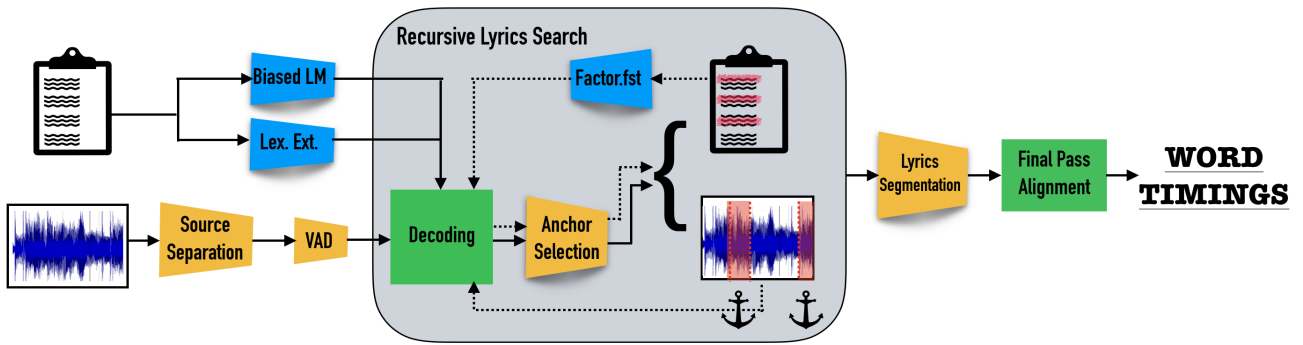 Recursive Lyrics Search
Biased LM
Factor.fst
Lex. Ext.
Source
Separation
VAD
Decoding
Anchor
Selection
Lyrics
Segmentation
Final Pass
Alignment
WORD
TIMINGS